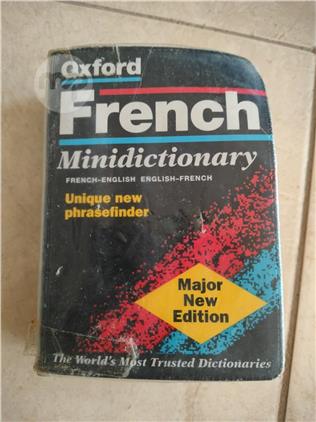 Oxford
French
Minidictionary
FRENCH-ENGLISH ENGLISH-FRENCH
Unique new
phrasefinder
Major
New
Edition
The World's Most Trusted Dictionaries